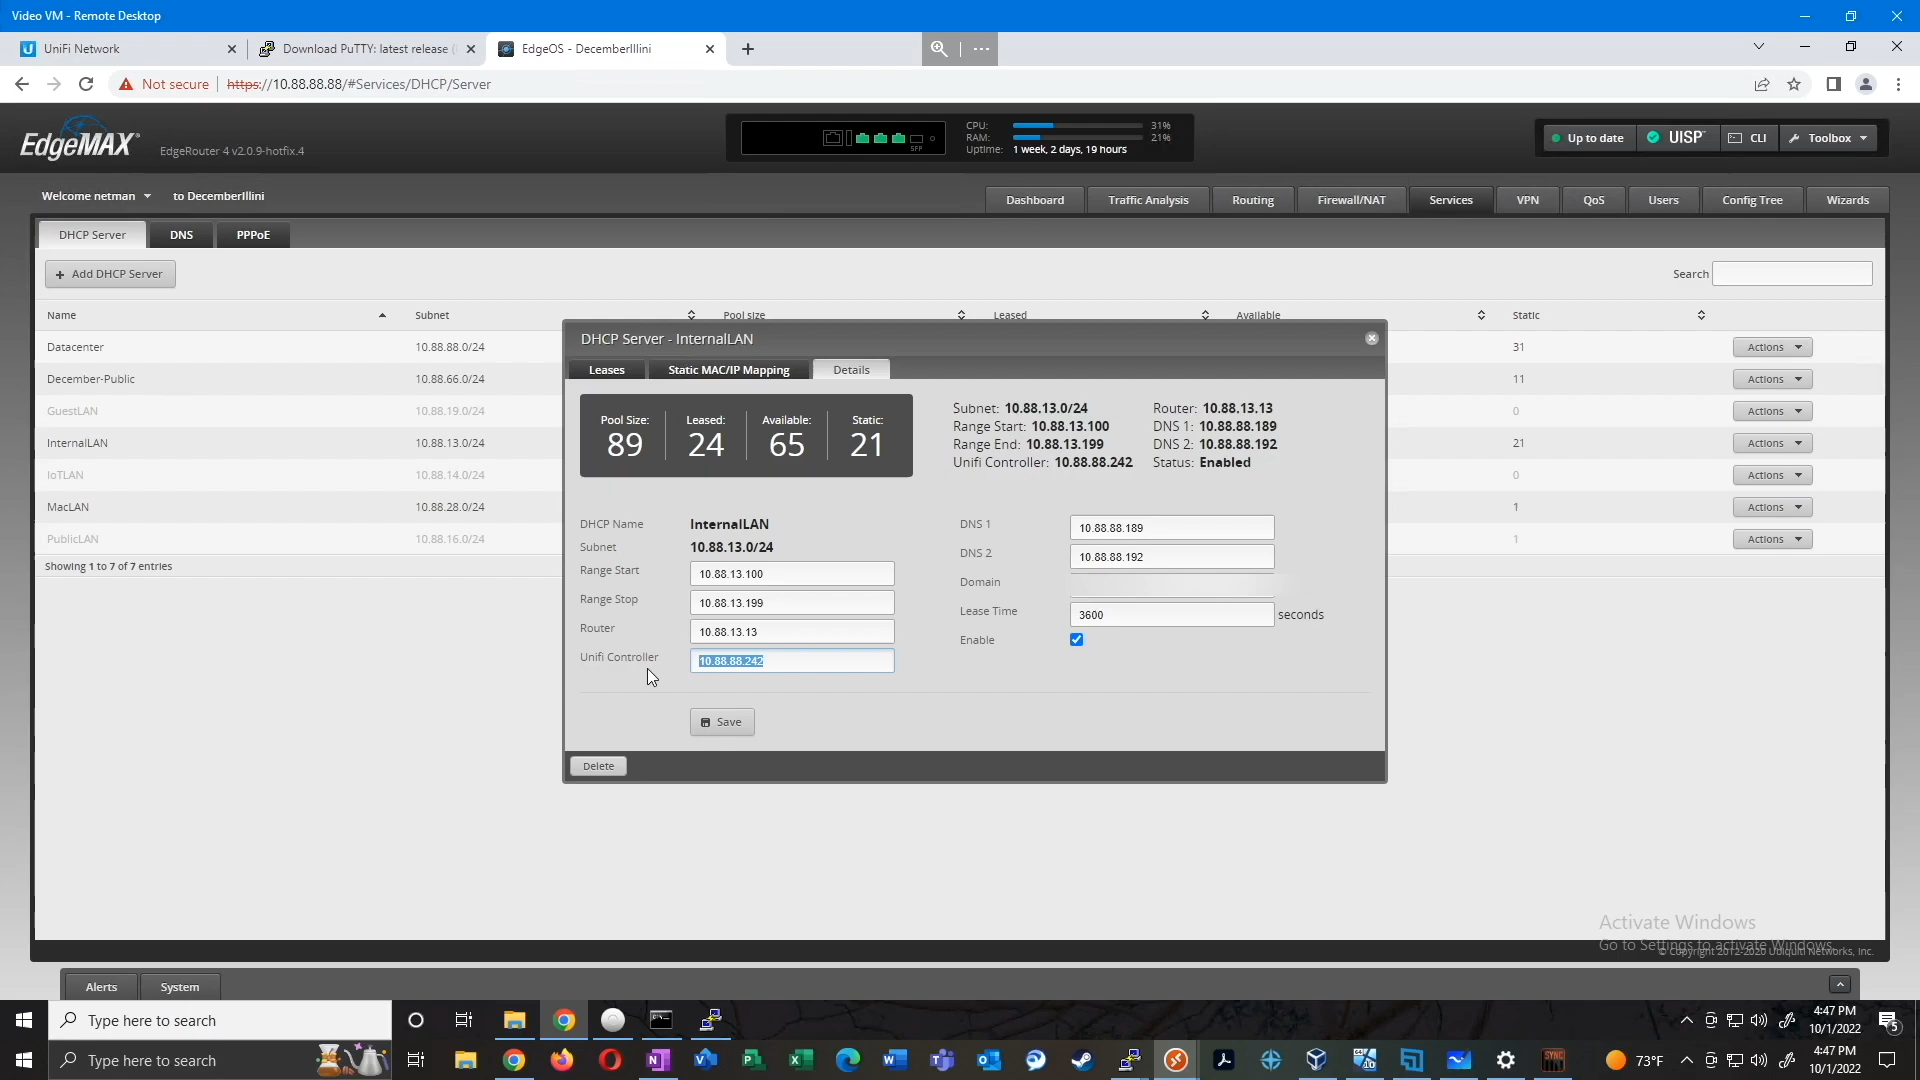 Video VM - Remote Desktop
UniFi Network
Download PuTTY: latest release (
EdgeOS - DecemberIllini
Not secure
https://10.88.88.88/#Services/DHCP/Server
EdgeMAX
EdgeRouter 4 v2.0.9-hotfix.4
SFP
CPU: 31%
RAM: 21%
Uptime: 1 week, 2 days, 19 hours
Up to date
UISP
CLI
Toolbox
Welcome netman to DecemberIllini
Dashboard
Traffic Analysis
Routing
Firewall/NAT
Services
VPN
QoS
Users
Config Tree
Wizards
DHCP Server
DNS
PPPoE
+ Add DHCP Server
Search
Name Subnet Pool size Leased Available Static
Datacenter 10.88.88.0/24 31 Actions
December-Public 10.88.66.0/24 11 Actions
GuestLAN 10.88.19.0/24 0 Actions
InternalLAN 10.88.13.0/24 21 Actions
IoTLAN 10.88.14.0/24 0 Actions
MacLAN 10.88.28.0/24 1 Actions
PublicLAN 10.88.16.0/24 1 Actions
Showing 1 to 7 of 7 entries
DHCP Server - InternalLAN
Leases
Static MAC/IP Mapping
Details
Pool Size: Leased: Available: Static:
89 24 65 21
Subnet: 10.88.13.0/24 Router: 10.88.13.13
Range Start: 10.88.13.100 DNS 1: 10.88.88.189
Range End: 10.88.13.199 DNS 2: 10.88.88.192
Unifi Controller: 10.88.88.242 Status: Enabled
DHCP Name InternalLAN
Subnet 10.88.13.0/24
Range Start 10.88.13.100
Range Stop 10.88.13.199
Router 10.88.13.13
Unifi Controller 10.88.88.242
DNS 1 10.88.88.189
DNS 2 10.88.88.192
Domain
Lease Time 3600 seconds
Enable
Save
Delete
Activate Windows
Go to Settings to activate Windows.
© Copyright 2012-2020 Ubiquiti Networks, Inc.
Alerts
System
Type here to search
4:47 PM
10/1/2022
5
Type here to search
73°F
4:47 PM
10/1/2022